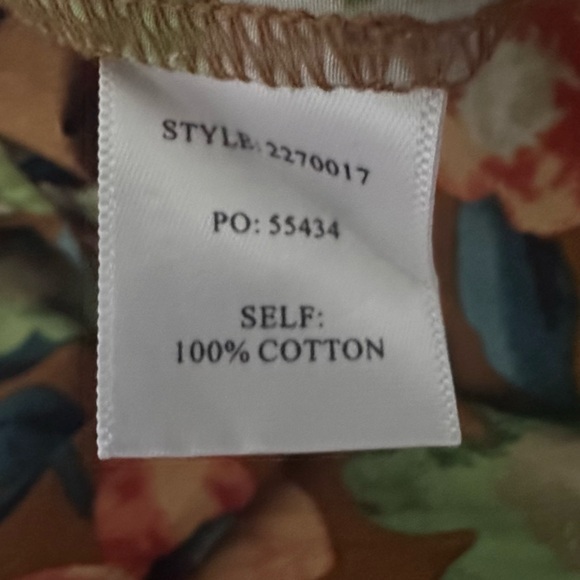 STYLE: 2270017
PO: 55434
SELF:
100% COTTON